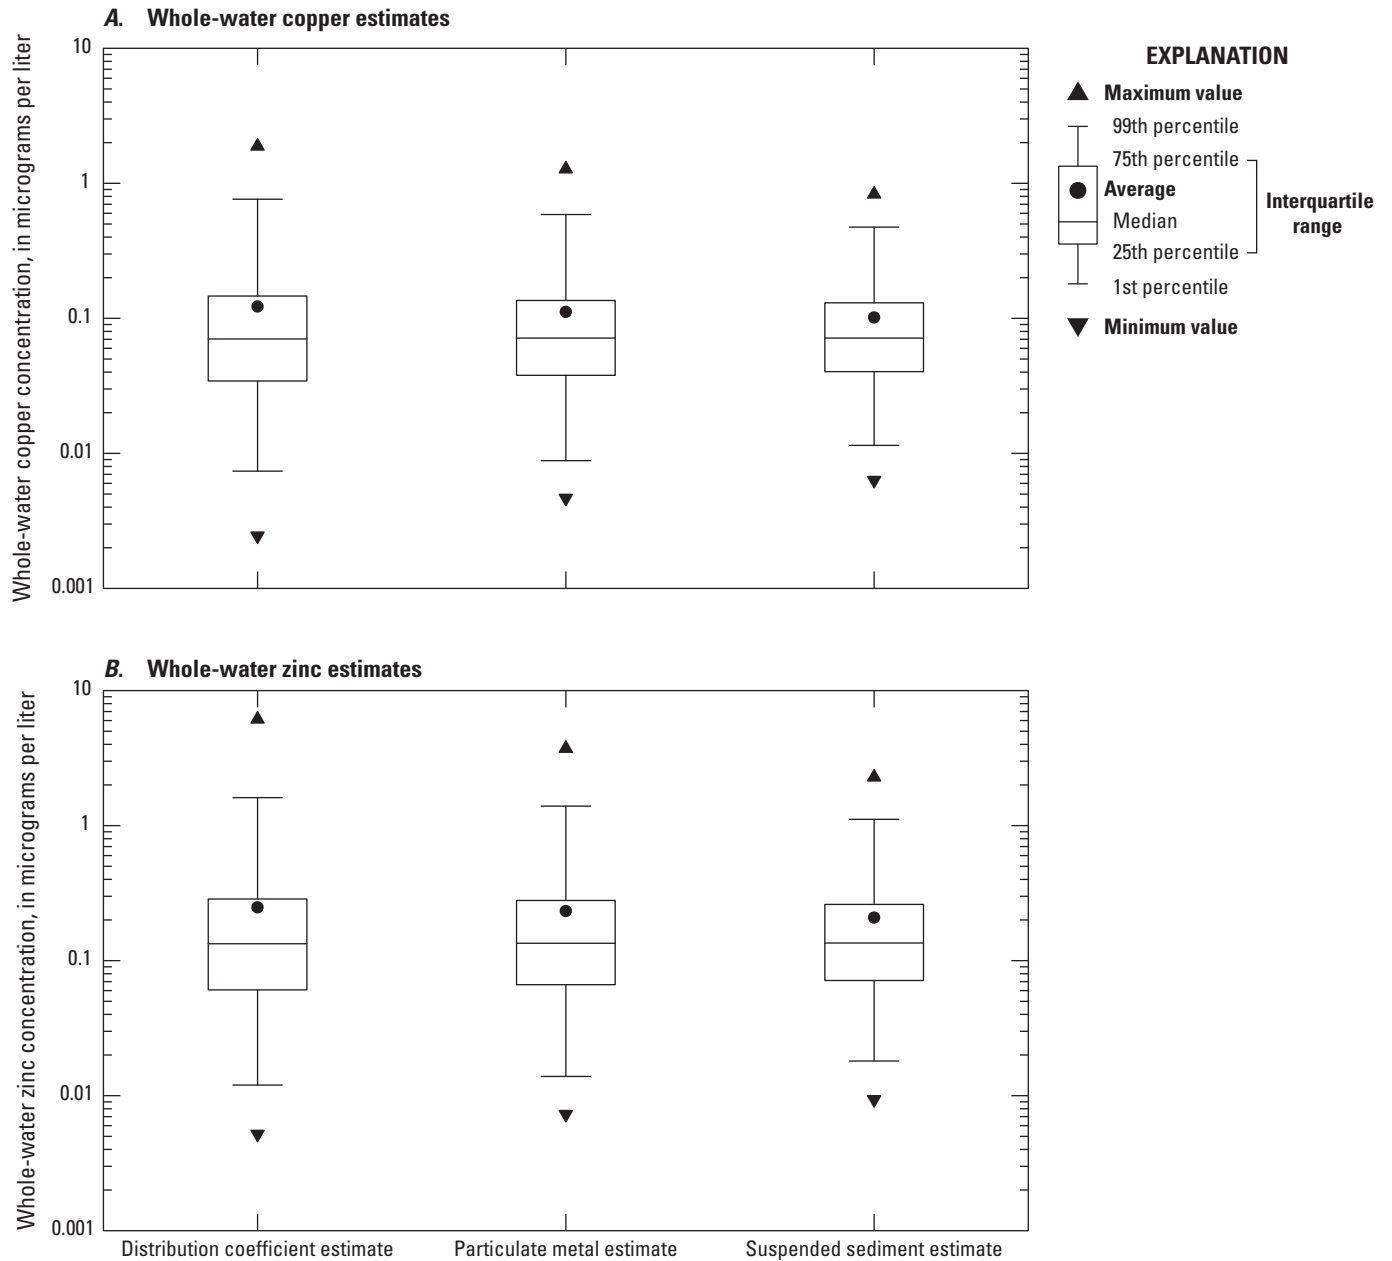 A. Whole-water copper estimates
Whole-water copper concentration, in micrograms per liter
10
1
0.1
0.01
0.001
EXPLANATION
Maximum value
99th percentile
75th percentile
Average
Median
25th percentile
1st percentile
Minimum value
Interquartile
range
B. Whole-water zinc estimates
Whole-water zinc concentration, in micrograms per liter
10
1
0.1
0.01
0.001
Distribution coefficient estimate
Particulate metal estimate
Suspended sediment estimate